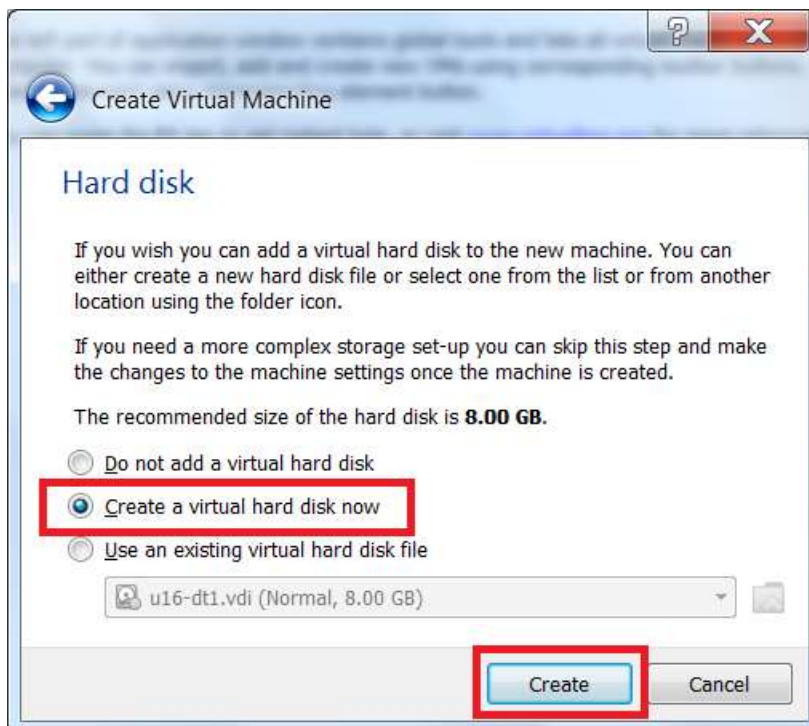 Create Virtual Machine
Hard disk
If you wish you can add a virtual hard disk to the new machine. You can
either create a new hard disk file or select one from the list or from another
location using the folder icon.
If you need a more complex storage set-up you can skip this step and make
the changes to the machine settings once the machine is created.
The recommended size of the hard disk is 8.00 GB.
Do not add a virtual hard disk
Create a virtual hard disk now
Use an existing virtual hard disk file
u16-dt1.vdi (Normal, 8.00 GB)
Create Cancel